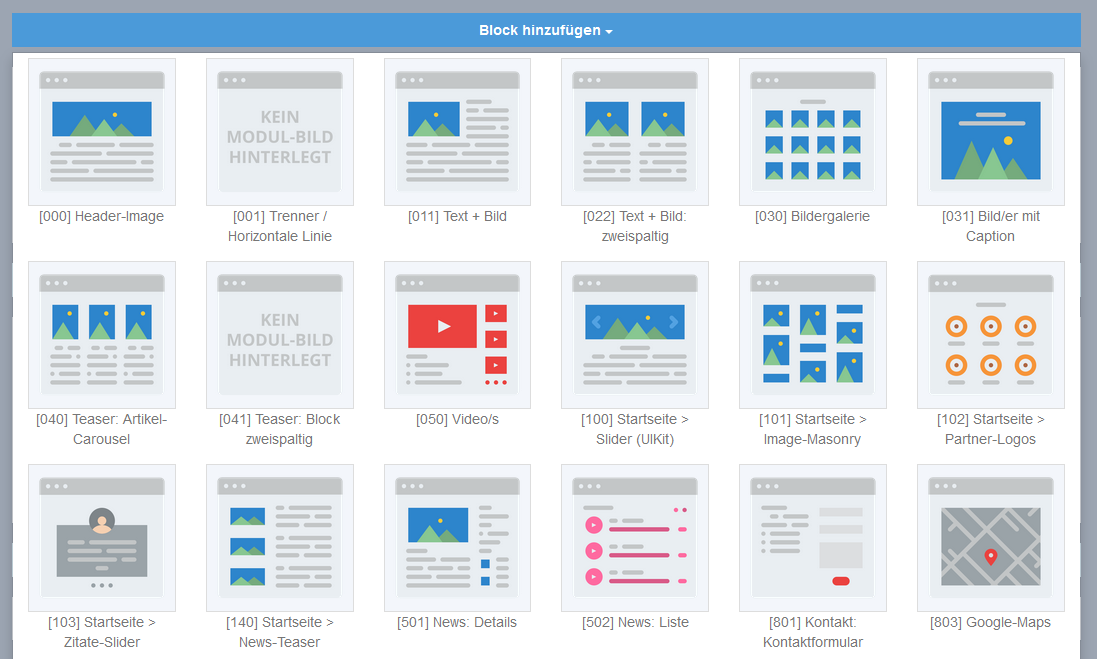 Block hinzufügen
KEIN
MODUL-BILD
HINTERLEGT
[000] Header-Image
[001] Trenner /
Horizontale Linie
[011] Text + Bild
[022] Text + Bild:
zweispaltig
[030] Bildergalerie
[031] Bild/er mit
Caption
KEIN
MODUL-BILD
HINTERLEGT
[040] Teaser: Artikel-
Carousel
[041] Teaser: Block
zweispaltig
[050] Video/s
[100] Startseite >
Slider (UIKit)
[101] Startseite >
Image-Masonry
[102] Startseite >
Partner-Logos
[103] Startseite >
Zitate-Slider
[140] Startseite >
News-Teaser
[501] News: Details
[502] News: Liste
[801] Kontakt:
Kontaktformular
[803] Google-Maps